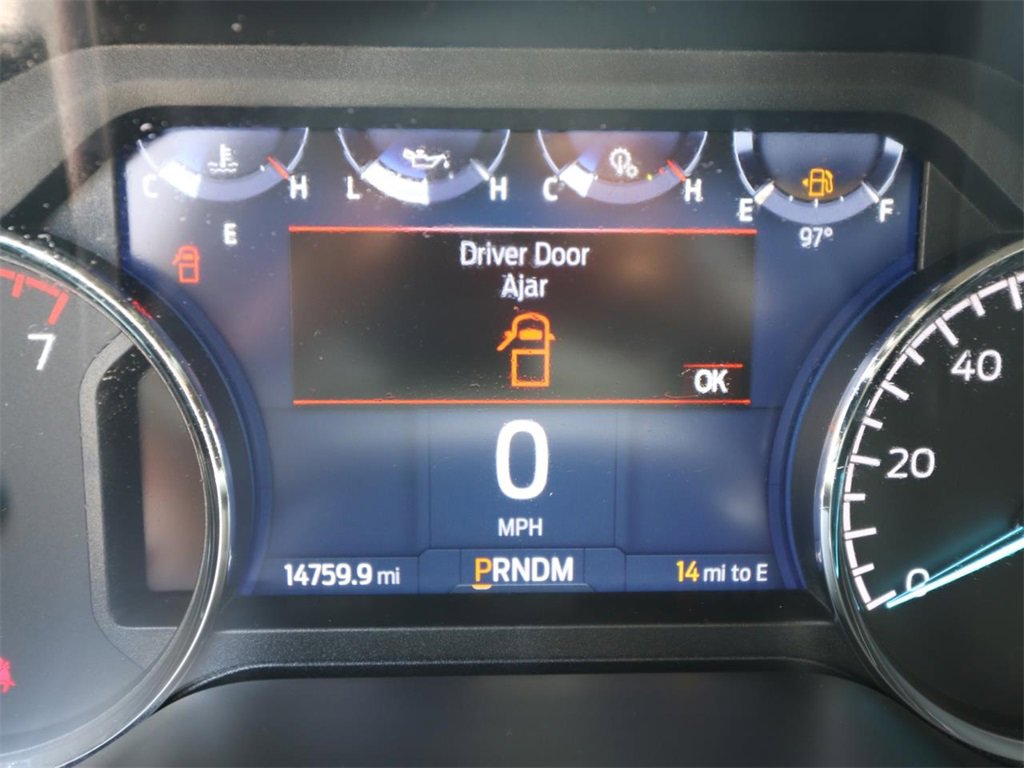 C H L H C H E F
E
97°
Driver Door
Ajar
OK
7
40
20
0
0
MPH
14759.9 mi
PRNDM
14 mi to E